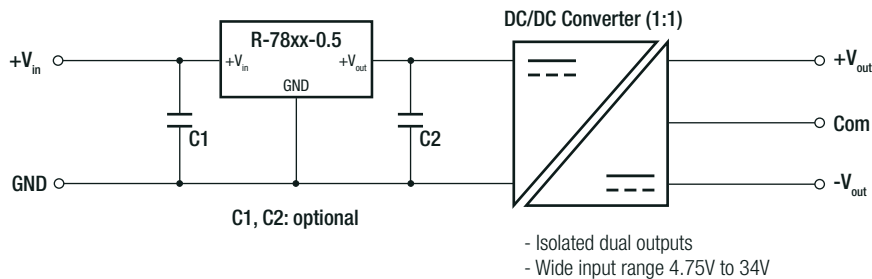 DC/DC Converter (1:1)
R-78xx-0.5
+Vin
+Vin
+Vout
GND
+Vout
C1
C2
Com
GND
-Vout
C1, C2: optional
- Isolated dual outputs
- Wide input range 4.75V to 34V